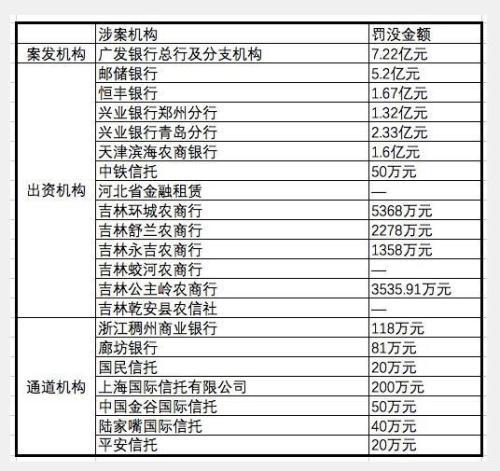 涉案机构 罚没金额
案发机构 广发银行总行及分支机构 7.22亿元
出资机构 邮储银行 5.2亿元
恒丰银行 1.67亿元
兴业银行郑州分行 1.32亿元
兴业银行青岛分行 2.33亿元
天津滨海农商银行 1.6亿元
中铁信托 50万元
河北省金融租赁 —
吉林环城农商行 5368万元
吉林舒兰农商行 2278万元
吉林永吉农商行 1358万元
吉林蛟河农商行 —
吉林公主岭农商行 3535.91万元
吉林乾安县农信社 —
通道机构 浙江稠州商业银行 118万元
廊坊银行 81万元
国民信托 20万元
上海国际信托有限公司 200万元
中国金谷国际信托 50万元
陆家嘴国际信托 40万元
平安信托 20万元